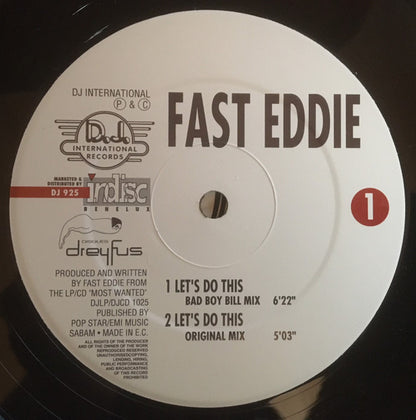 DJ INTERNATIONAL
Ⓟ & Ⓒ
INTERNATIONAL
RECORDS
MARKETED &
DISTRIBUTED BY
DJ 925
indisc
BENELUX
DISQUES
dreyfus
PRODUCED AND WRITTEN
BY FAST EDDIE FROM
THE LP/CD "MOST WANTED"
DJLP/DJCD 1025
PUBLISHED BY
POP STAR/EMI MUSIC
SABAM • MADE IN E.C.
ALL RIGHTS OF THE PRODUCER
AND OF THE OWNER OF THE WORK
REPRODUCED RESERVED
UNAUTHORISED COPYING,
LENDING, HIRING,
PUBLIC PERFORMANCE
AND BROADCASTING
OF THIS RECORD
PROHIBITED
FAST EDDIE
1
1 LET'S DO THIS
BAD BOY BILL MIX 6'22"
2 LET'S DO THIS
ORIGINAL MIX 5'03"